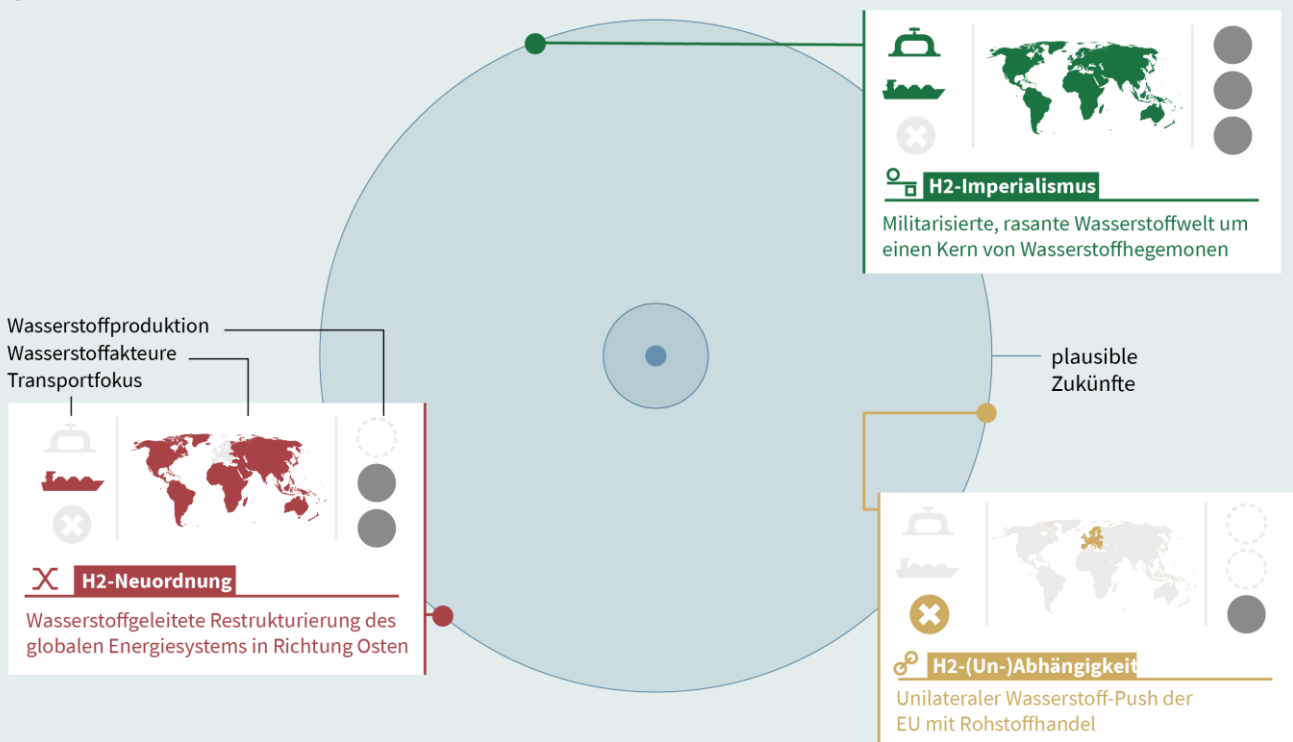 H2-Imperialismus
Militarisierte, rasante Wasserstoffwelt um
einen Kern von Wasserstoffhegemonen
Wasserstoffproduktion
Wasserstoffakteure
Transportfokus
plausible
Zukünfte
H2-Neuordnung
Wasserstoffgeleitete Restrukturierung des
globalen Energiesystems in Richtung Osten
H2-(Un-)Abhängigkeit
Unilateraler Wasserstoff-Push der
EU mit Rohstoffhandel